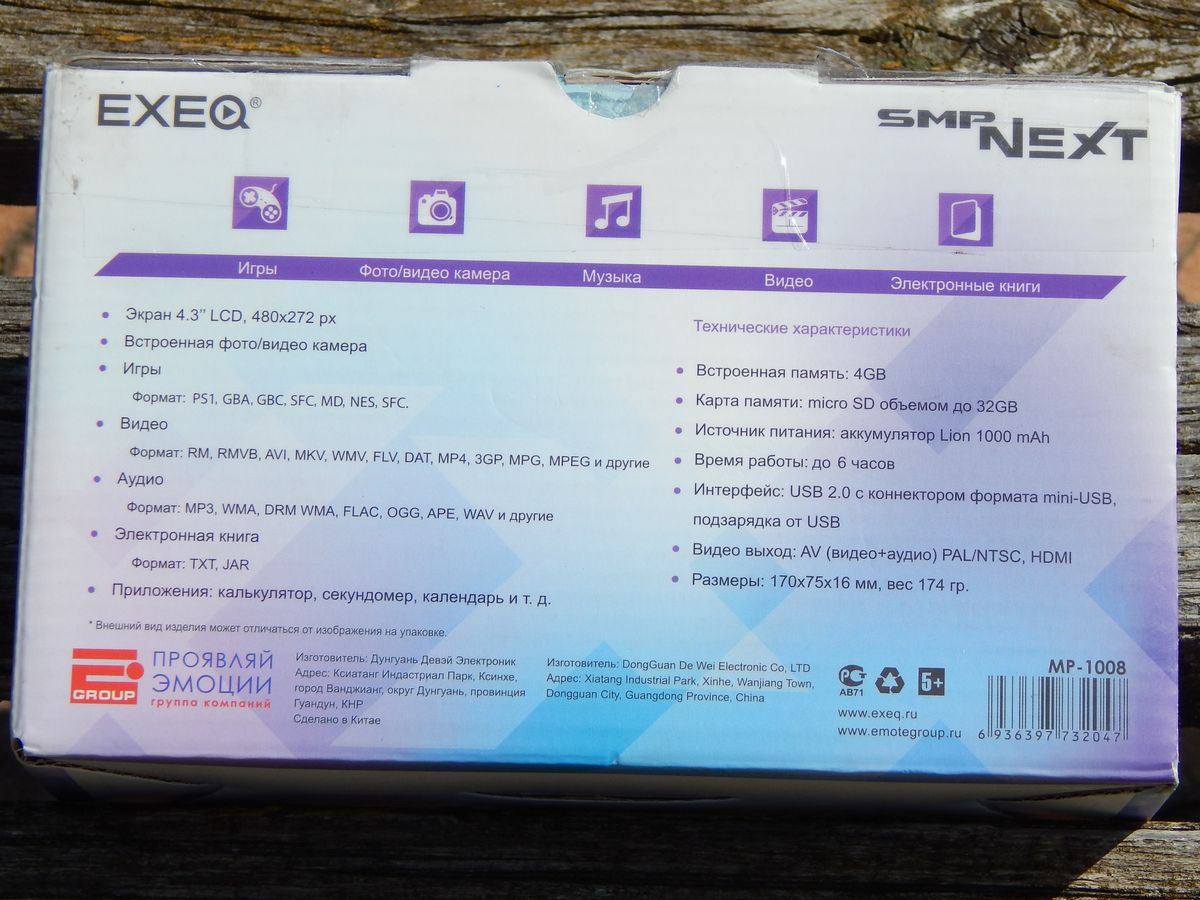 EXEQ®
SMP NEXT
Игры
Фото/видео камера
Музыка
Видео
Электронные книги
• Экран 4.3’’ LCD, 480x272 px
• Встроенная фото/видео камера
• Игры
Формат: PS1, GBA, GBC, SFC, MD, NES, SFC.
• Видео
Формат: RM, RMVB, AVI, MKV, WMV, FLV, DAT, MP4, 3GP, MPG, MPEG и другие
• Аудио
Формат: MP3, WMA, DRM WMA, FLAC, OGG, APE, WAV и другие
• Электронная книга
Формат: TXT, JAR
• Приложения: калькулятор, секундомер, календарь и т. д.
* Внешний вид изделия может отличаться от изображения на упаковке.
Технические характеристики
• Встроенная память: 4GB
• Карта памяти: micro SD объемом до 32GB
• Источник питания: аккумулятор Lion 1000 mAh
• Время работы: до 6 часов
• Интерфейс: USB 2.0 с коннектором формата mini-USB,
подзарядка от USB
• Видео выход: AV (видео+аудио) PAL/NTSC, HDMI
• Размеры: 170x75x16 мм, вес 174 гр.
GROUP
ПРОЯВЛЯЙ
ЭМОЦИИ
группа компаний
Изготовитель: Дунгуань Девэй Электроник
Адрес: Ксиатанг Индастриал Парк, Ксинхе,
город Ванджианг, округ Дунгуань, провинция
Гуандун, КНР
Сделано в Китае
Изготовитель: DongGuan De Wei Electronic Co, LTD
Адрес: Xiatang Industrial Park, Xinhe, Wanjiang Town,
Dongguan City, Guangdong Province, China
АВ71
5+
www.exeq.ru
www.emotegroup.ru
MP-1008
6 936397 732047